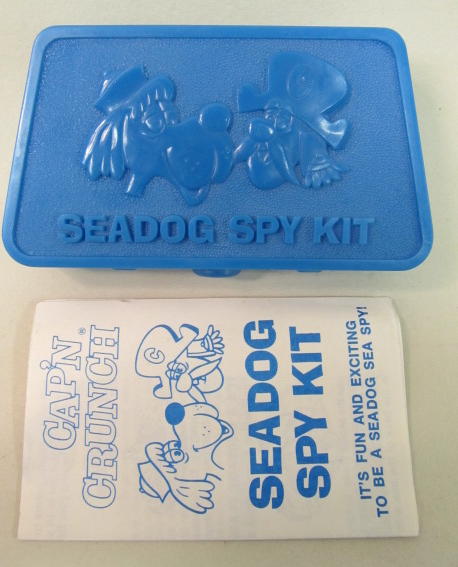 SEADOG SPY KIT
CAP'N ®
CRUNCH
C
SEADOG
SPY KIT
IT'S FUN AND EXCITING
TO BE A SEADOG SEA SPY!